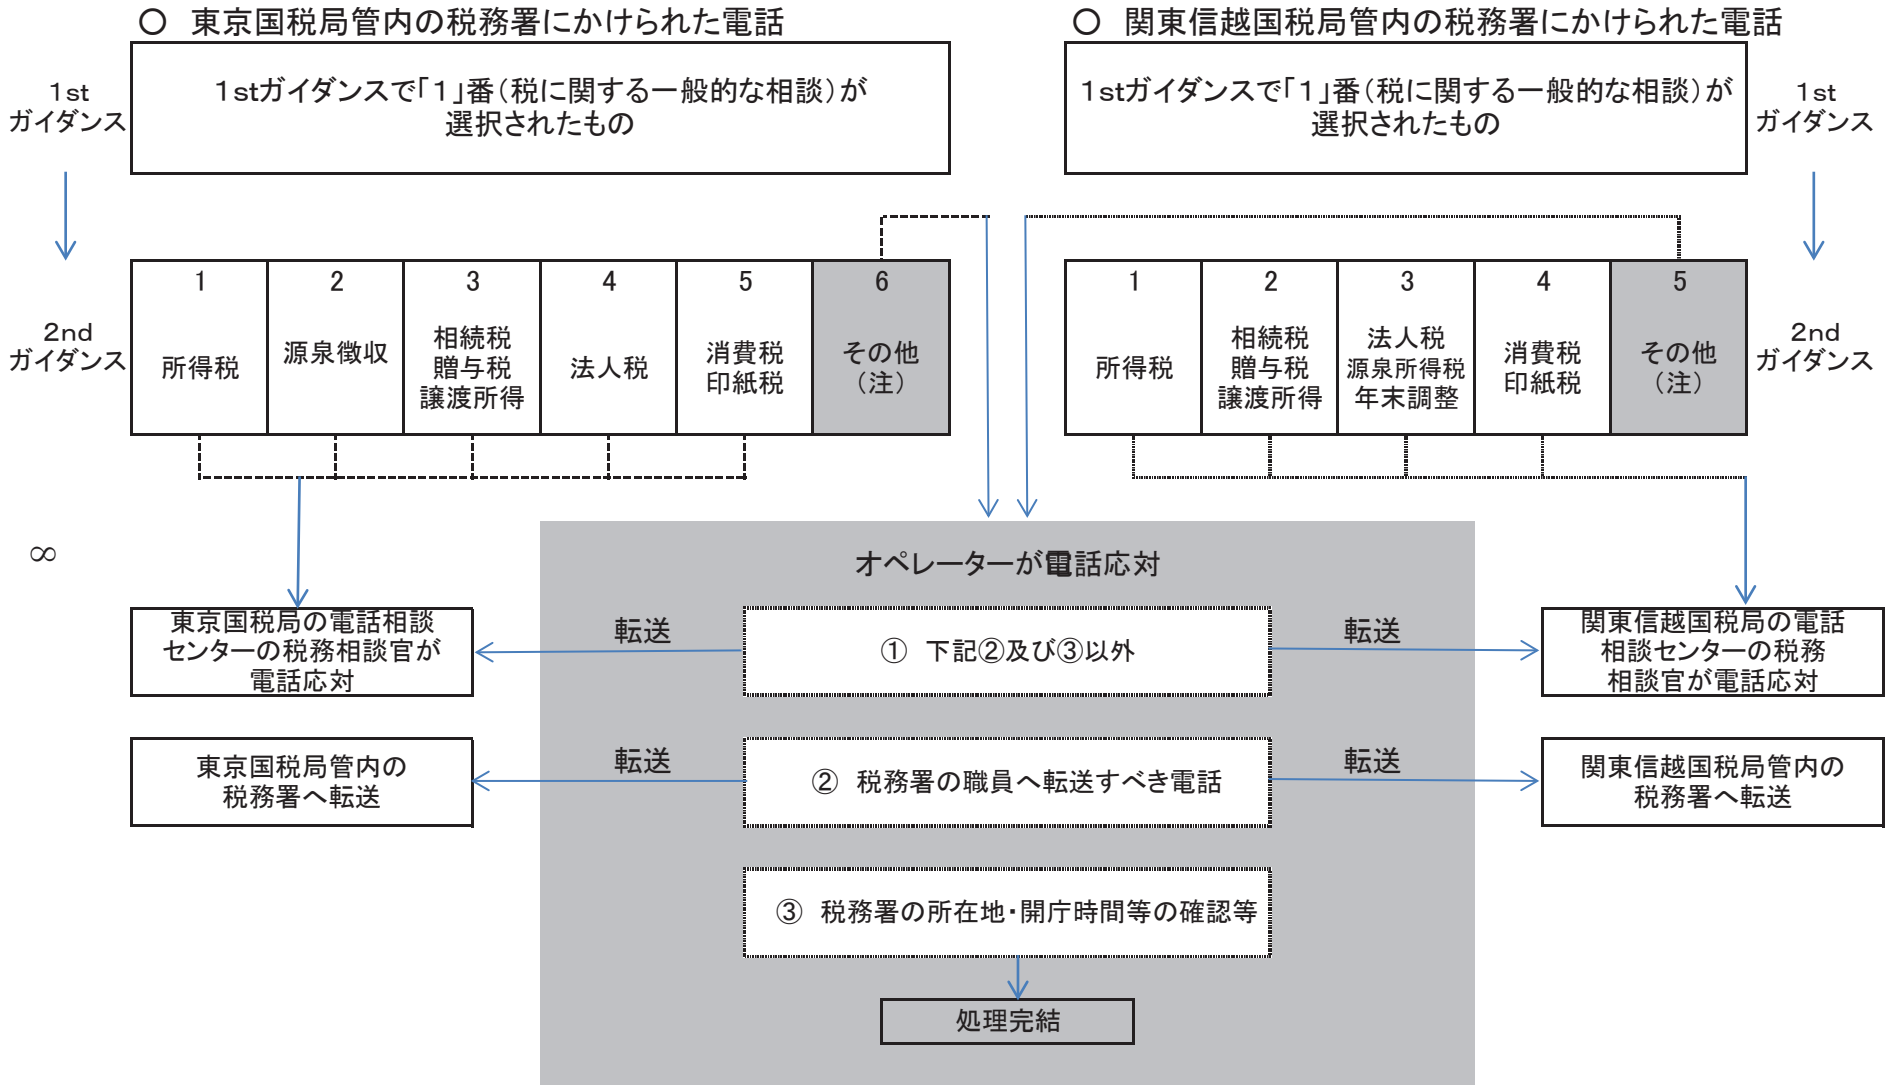 ○ 東京国税局管内の税務署にかけられた電話
1st
ガイダンス
1stガイダンスで「1」番（税に関する一般的な相談）が
選択されたもの
2nd
ガイダンス
1
所得税
2
源泉徴収
3
相続税
贈与税
譲渡所得
4
法人税
5
消費税
印紙税
6
その他
（注）
○ 関東信越国税局管内の税務署にかけられた電話
1stガイダンスで「1」番（税に関する一般的な相談）が
選択されたもの
1st
ガイダンス
1
所得税
2
相続税
贈与税
譲渡所得
3
法人税
源泉所得税
年末調整
4
消費税
印紙税
5
その他
（注）
2nd
ガイダンス
∞
オペレーターが電話応対
東京国税局の電話相談
センターの税務相談官が
電話応対
転送
① 下記②及び③以外
転送
関東信越国税局の電話
相談センターの税務
相談官が電話応対
東京国税局管内の
税務署へ転送
転送
② 税務署の職員へ転送すべき電話
転送
関東信越国税局管内の
税務署へ転送
③ 税務署の所在地・開庁時間等の確認等
処理完結